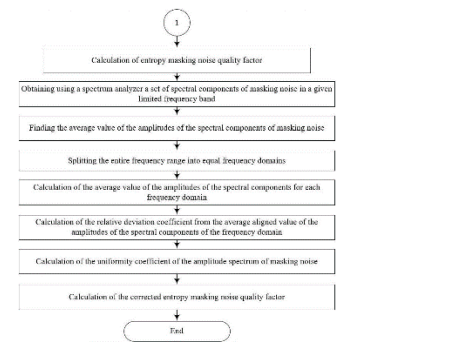 1
Calculation of entropy masking noise quality factor
Obtaining using a spectrum analyzer a set of spectral components of masking noise in a given
limited frequency band
Finding the average value of the amplitudes of the spectral components of masking noise
Splitting the entire frequency range into equal frequency domains
Calculation of the average value of the amplitudes of the spectral components for each
frequency domain
Calculation of the relative deviation coefficient from the average aligned value of the
amplitudes of the spectral components of the frequency domain
Calculation of the uniformity coefficient of the amplitude spectrum of masking noise
Calculation of the corrected entropy masking noise quality factor
End